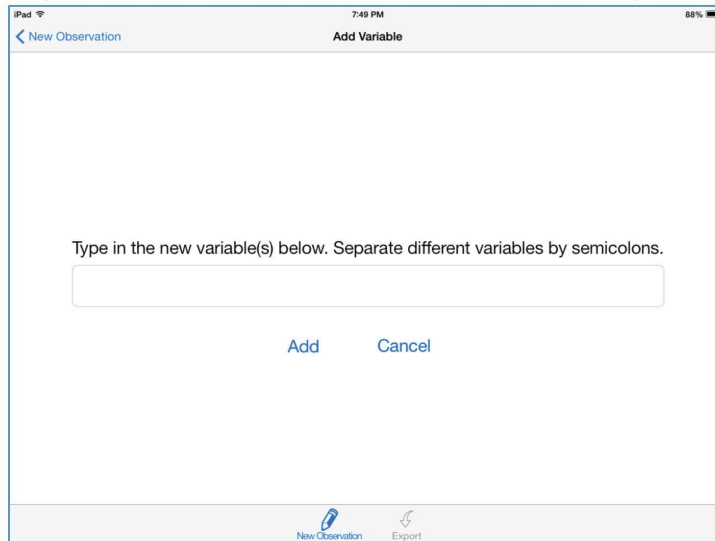 iPad 7:49 PM 88%
New Observation Add Variable
Type in the new variable(s) below. Separate different variables by semicolons.
Add Cancel
New Observation Export